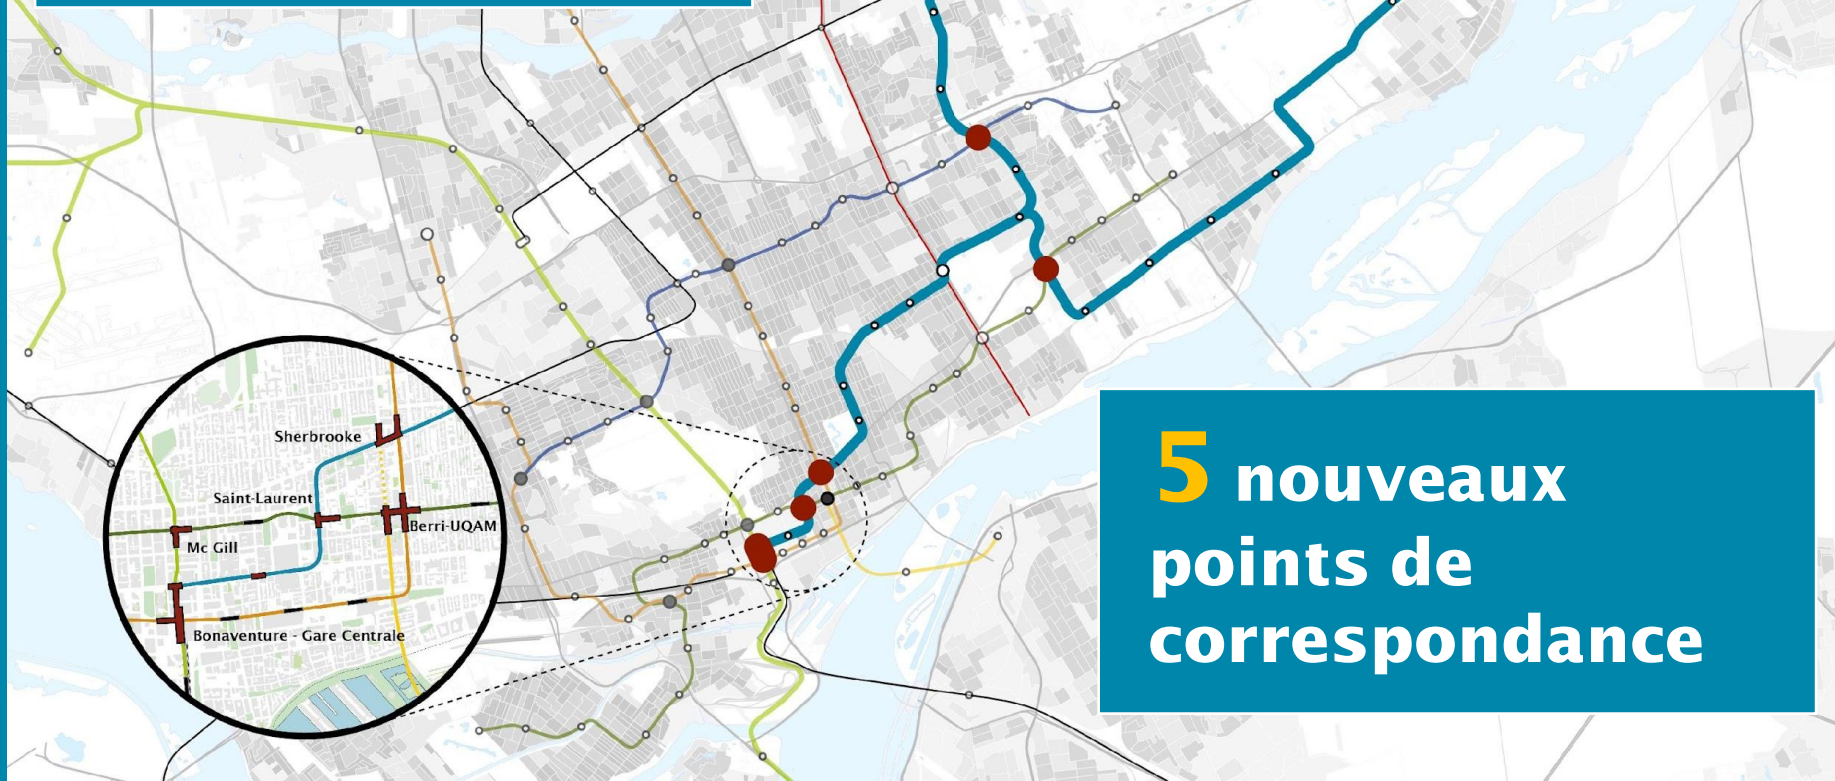 Sherbrooke
Saint-Laurent
Berri-UQAM
Mc Gill
Bonaventure - Gare Centrale
5 nouveaux
points de
correspondance